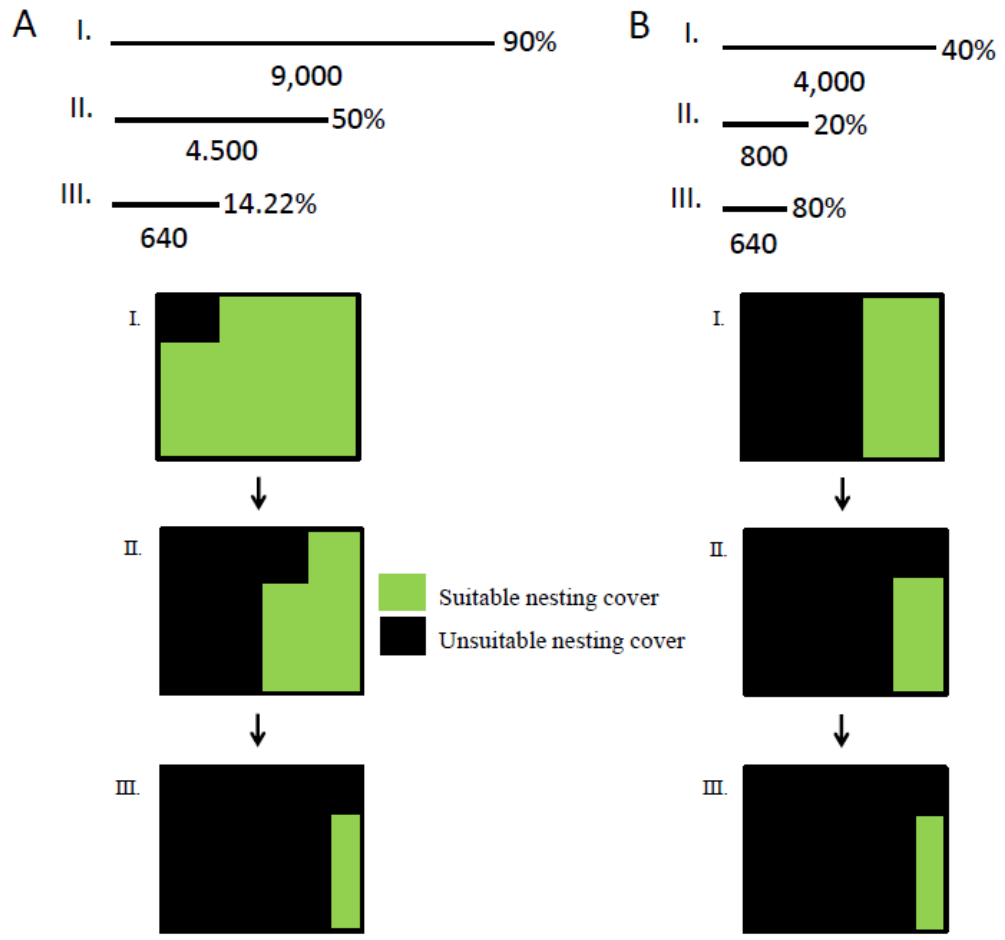 A
I.
90%
9,000
II.
50%
4.500
III.
14.22%
640
B
I.
40%
4,000
II.
20%
800
III.
80%
640
I.
II.
III.
Suitable nesting cover
Unsuitable nesting cover
I.
II.
III.